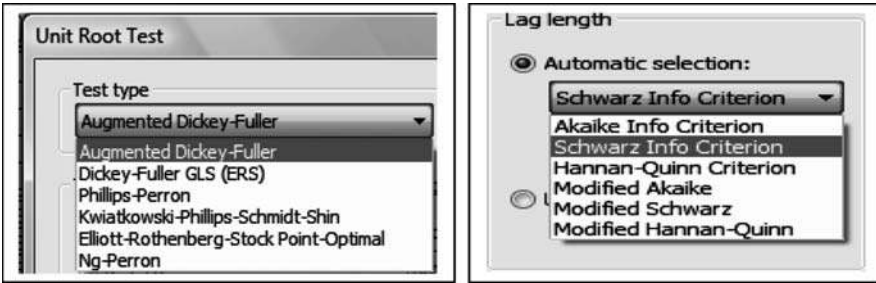 Unit Root Test
Test type
Augmented Dickey-Fuller
Augmented Dickey-Fuller
Dickey-Fuller GLS (ERS)
Phillips-Perron
Kwiatkowski-Phillips-Schmidt-Shin
Elliott-Rothenberg-Stock Point-Optimal
Ng-Perron
Lag length
Automatic selection:
Schwarz Info Criterion
Akaike Info Criterion
Schwarz Info Criterion
Hannan-Quinn Criterion
Modified Akaike
Modified Schwarz
Modified Hannan-Quinn